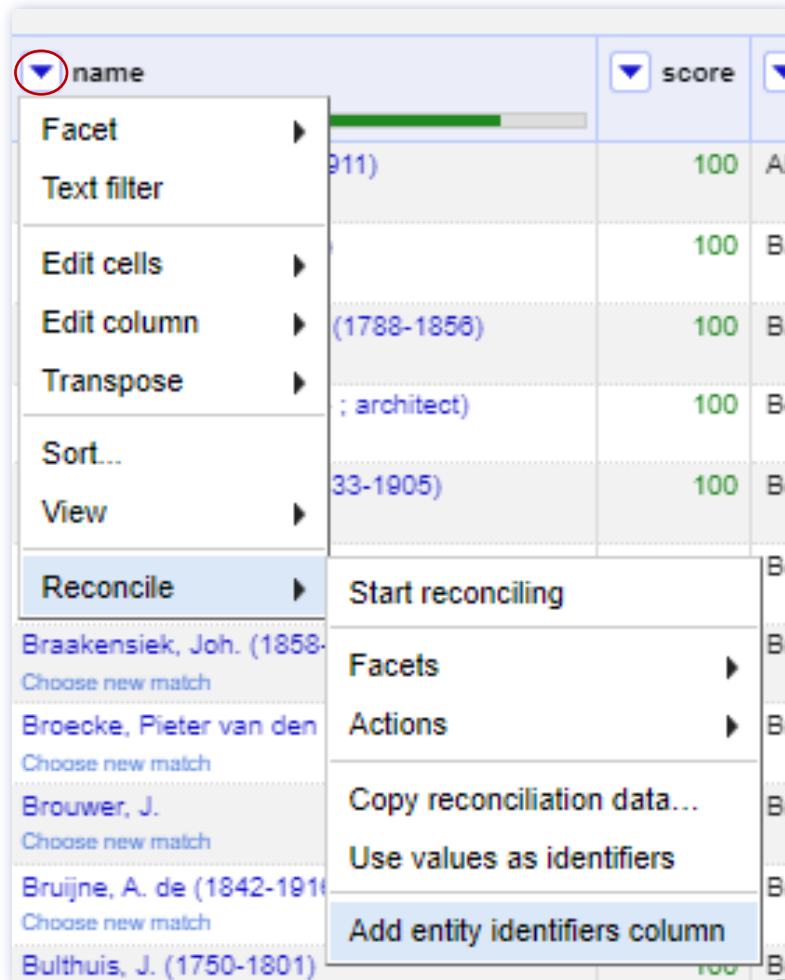 name
score
Facet
Text filter
Edit cells
Edit column
Transpose
Sort...
View
Reconcile
911)
100 A
)
100 B
(1788-1856)
100 B
; architect)
100 B
33-1905)
100 B
Start reconciling
Facets
Actions
Copy reconciliation data...
Use values as identifiers
Add entity identifiers column
B
Braakensiek, Joh. (1858- B
Choose new match
Broecke, Pieter van den B
Choose new match
Brouwer, J. B
Choose new match
Bruijne, A. de (1842-1916 B
Choose new match
Bulthuis, J. (1750-1801) 100 B